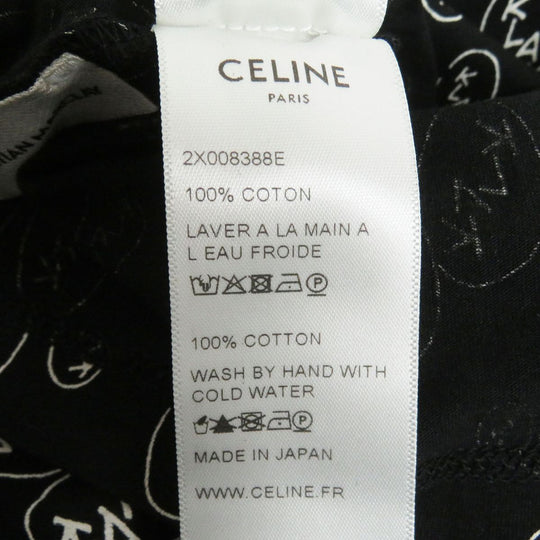 CELINE
PARIS
2X008388E
100% COTON
LAVER A LA MAIN A
L EAU FROIDE
100% COTTON
WASH BY HAND WITH
COLD WATER
MADE IN JAPAN
WWW.CELINE.FR